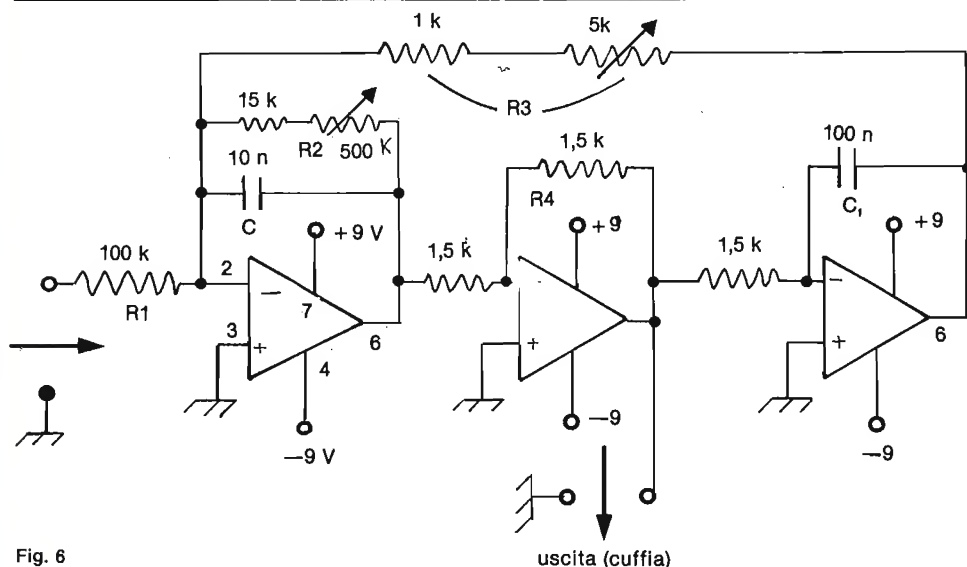 1 k
5k
R3
15 k
R2
500 K
10 n
C
+9 V
100 k
R1
2
−
7
3
+
4
6
−9 V
1,5 k
1,5 k
R4
+9
+
−9
uscita (cuffia)
1,5 k
100 n
C1
+9
−
+
6
−9
Fig. 6